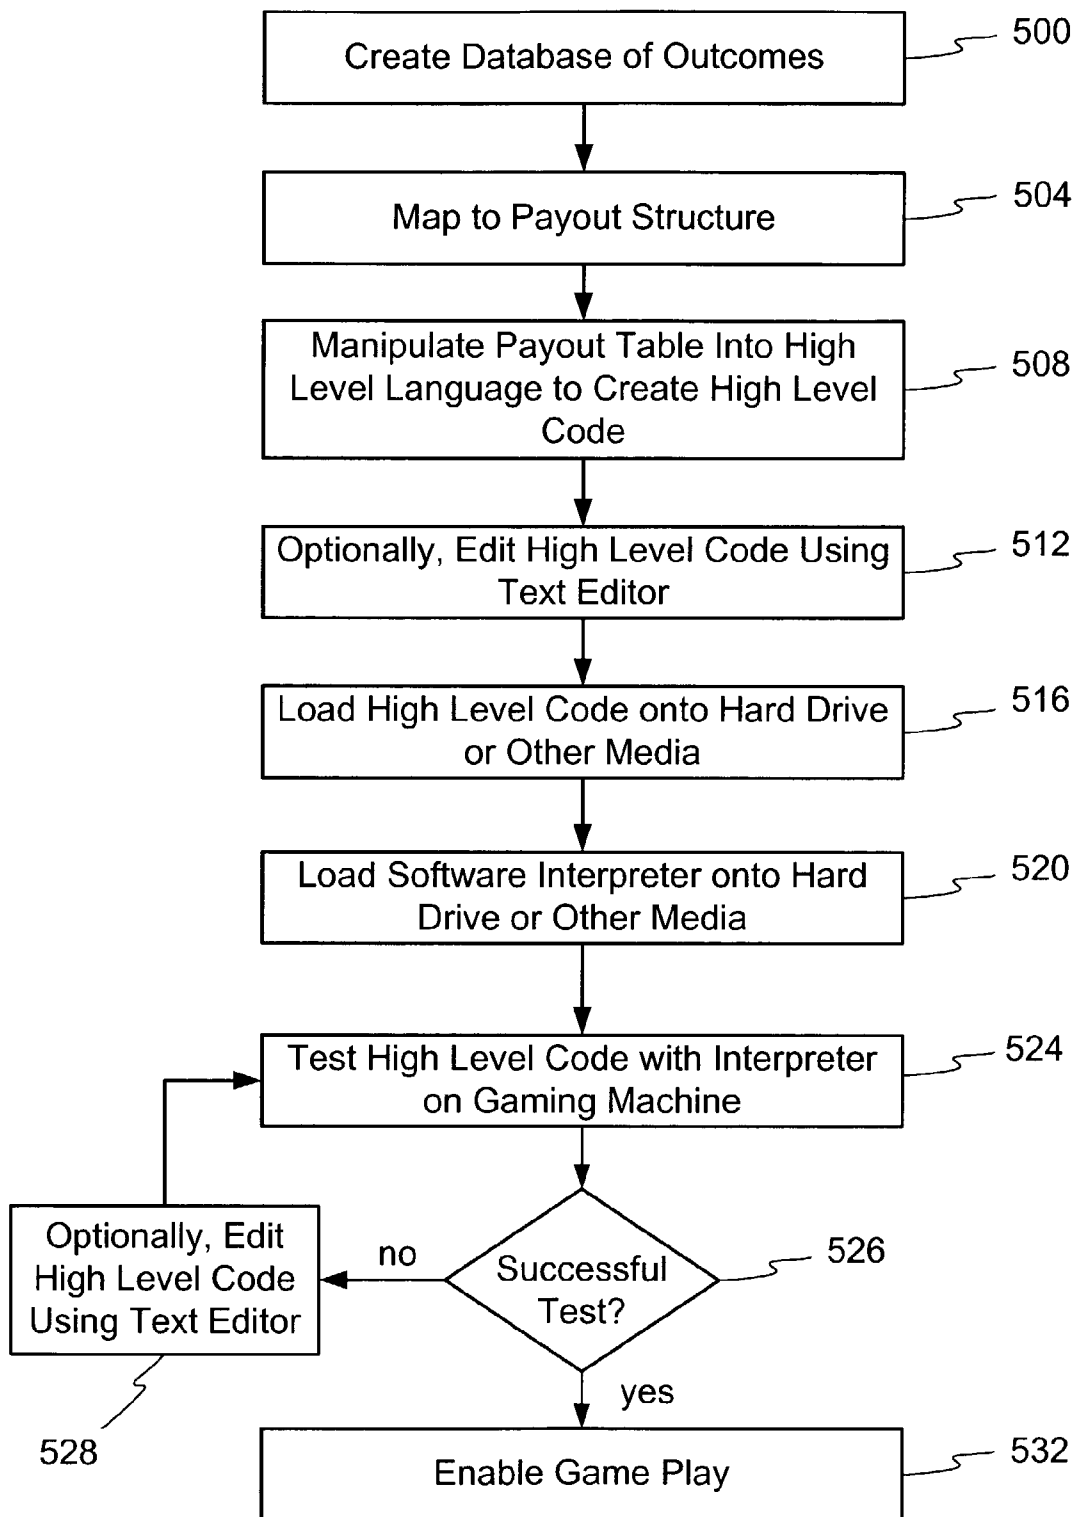 Create Database of Outcomes
500
Map to Payout Structure
504
Manipulate Payout Table Into High
Level Language to Create High Level
Code
508
Optionally, Edit High Level Code Using
Text Editor
512
Load High Level Code onto Hard Drive
or Other Media
516
Load Software Interpreter onto Hard
Drive or Other Media
520
Test High Level Code with Interpreter
on Gaming Machine
524
Successful
Test?
526
no
Optionally, Edit
High Level Code
Using Text Editor
528
yes
Enable Game Play
532